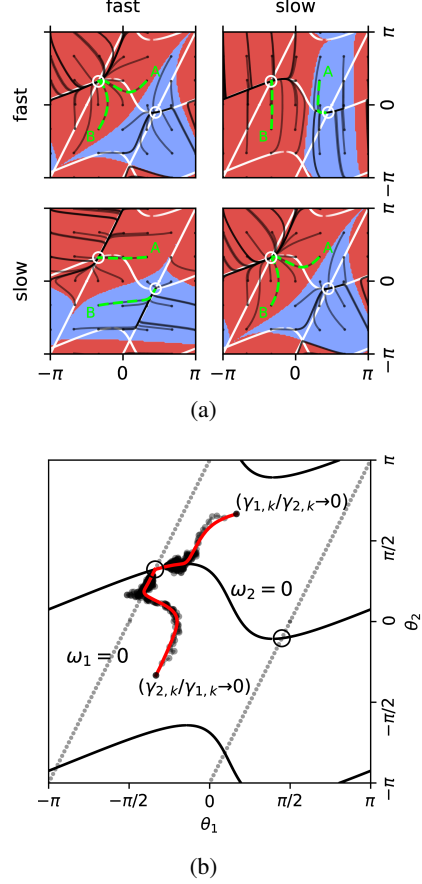 fast
slow
fast
π
A
A
0
B
B
−π
slow
π
A
A
0
B
B
−π
−π
0
π
−π
0
π
(a)
π
(γ1,k/γ2,k→0)
π/2
ω2 = 0
0
θ2
ω1 = 0
(γ2,k/γ1,k→0)
−π/2
−π
−π
−π/2
0
π/2
π
θ1
(b)